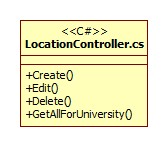 <<C#>>
LocationController.cs
+Create()
+Edit()
+Delete()
+GetAllForUniversity()